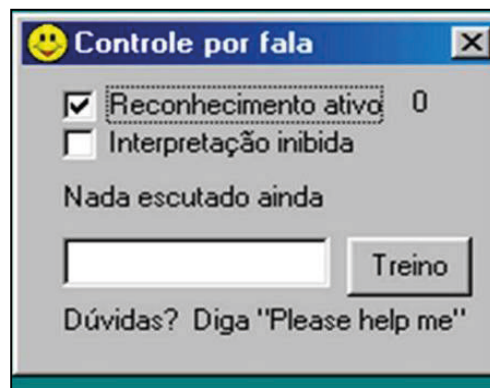 Controle por fala
Reconhecimento ativo 0
Interpretação inibida
Nada escutado ainda
Treino
Dúvidas? Diga "Please help me"